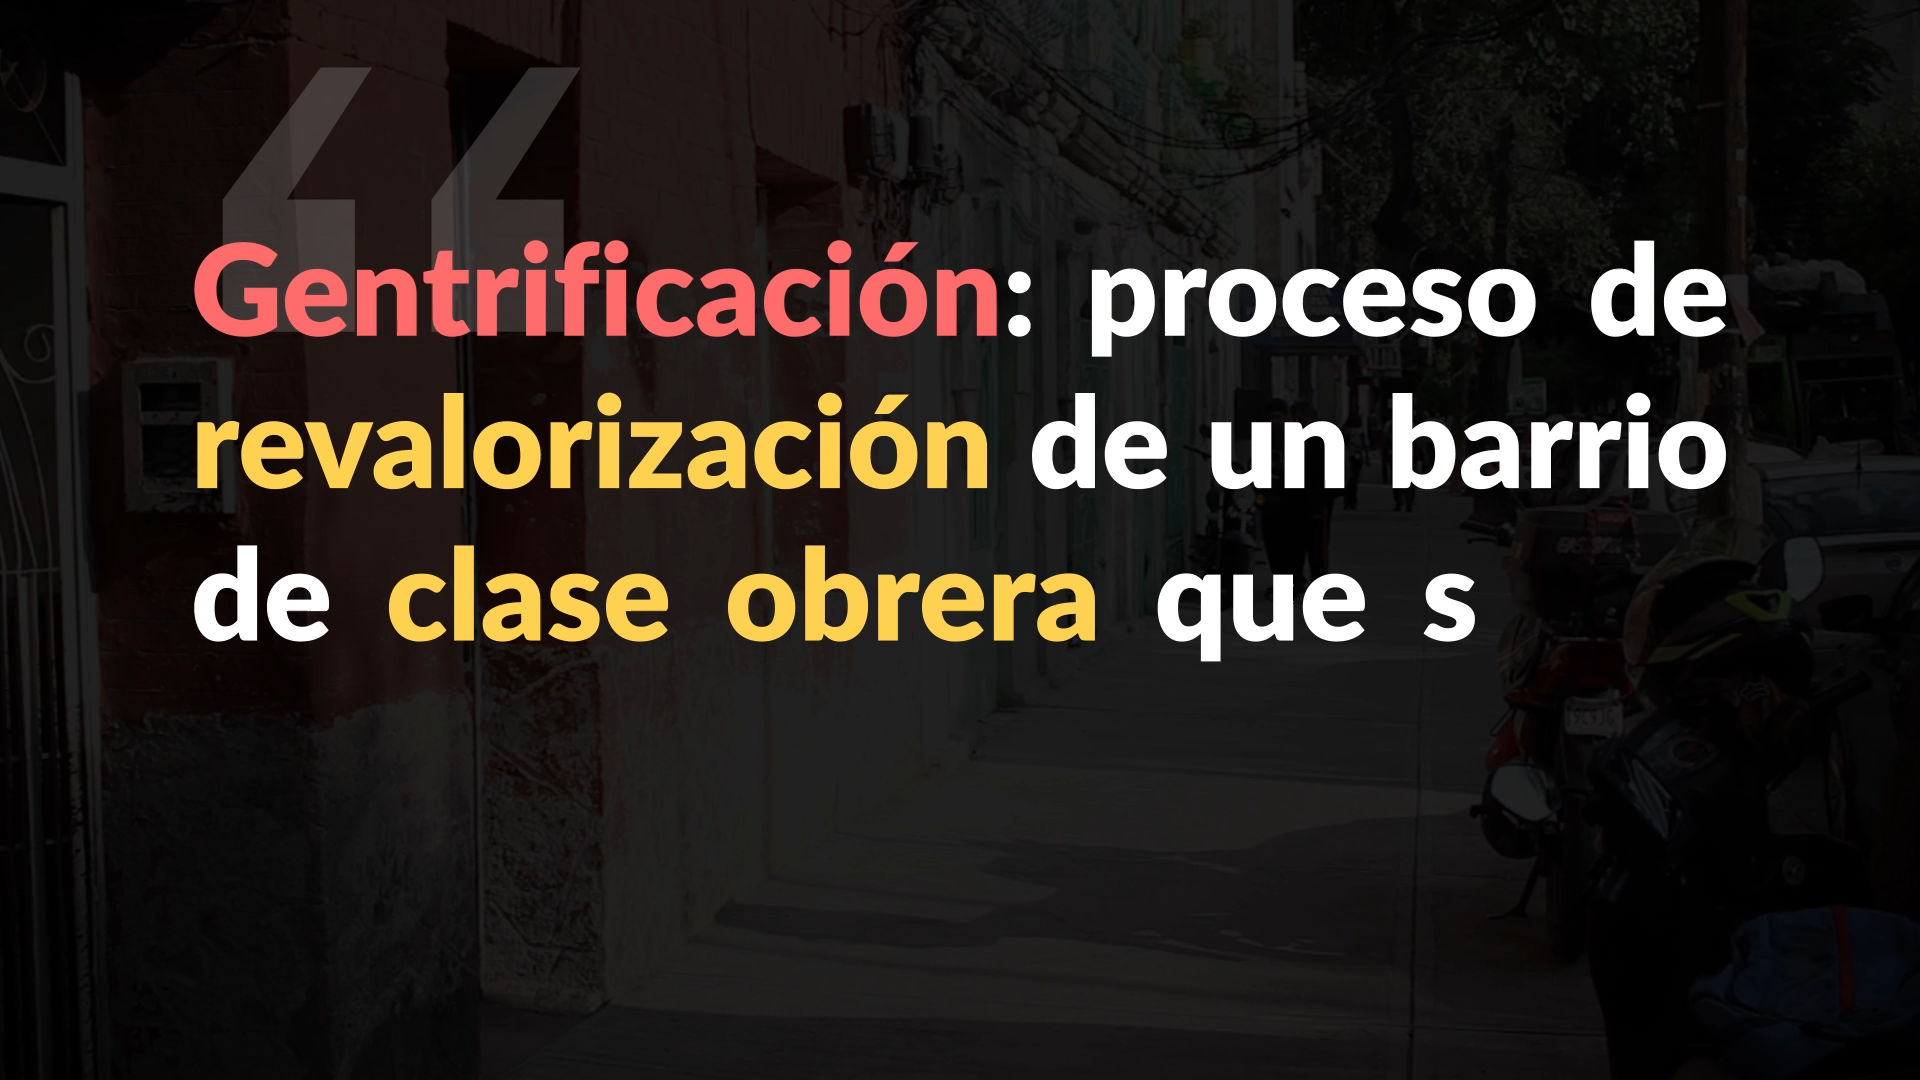 Gentrificación: proceso de
revalorización de un barrio
de clase obrera que s